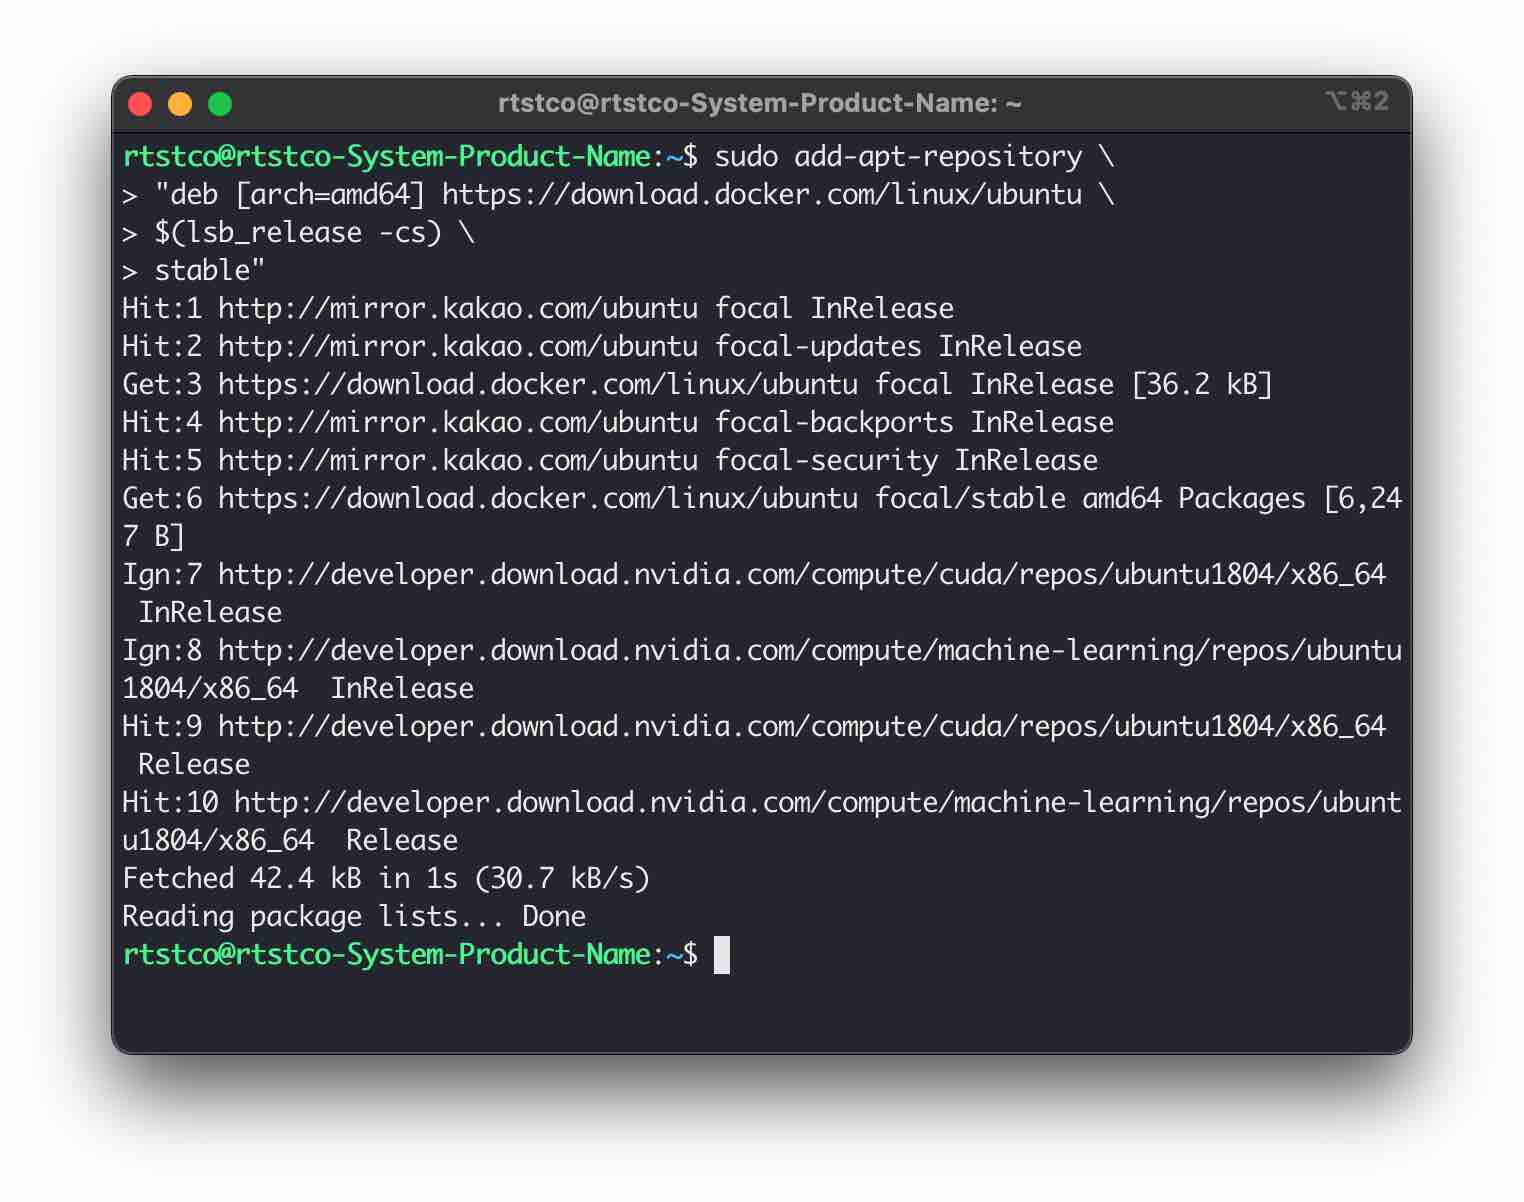 rtstco@rtstco-System-Product-Name: ~
⌥⌘2
rtstco@rtstco-System-Product-Name:~$ sudo add-apt-repository \
> "deb [arch=amd64] https://download.docker.com/linux/ubuntu \
> $(lsb_release -cs) \
> stable"
Hit:1 http://mirror.kakao.com/ubuntu focal InRelease
Hit:2 http://mirror.kakao.com/ubuntu focal-updates InRelease
Get:3 https://download.docker.com/linux/ubuntu focal InRelease [36.2 kB]
Hit:4 http://mirror.kakao.com/ubuntu focal-backports InRelease
Hit:5 http://mirror.kakao.com/ubuntu focal-security InRelease
Get:6 https://download.docker.com/linux/ubuntu focal/stable amd64 Packages [6,24
7 B]
Ign:7 http://developer.download.nvidia.com/compute/cuda/repos/ubuntu1804/x86_64
 InRelease
Ign:8 http://developer.download.nvidia.com/compute/machine-learning/repos/ubuntu
1804/x86_64  InRelease
Hit:9 http://developer.download.nvidia.com/compute/cuda/repos/ubuntu1804/x86_64
 Release
Hit:10 http://developer.download.nvidia.com/compute/machine-learning/repos/ubunt
u1804/x86_64  Release
Fetched 42.4 kB in 1s (30.7 kB/s)
Reading package lists... Done
rtstco@rtstco-System-Product-Name:~$